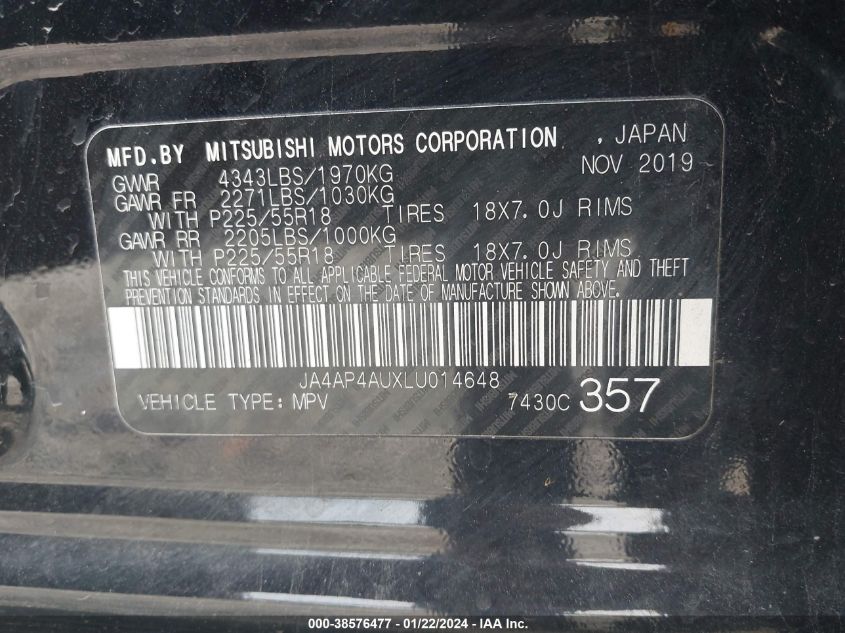 MFD.BY MITSUBISHI MOTORS CORPORATION , JAPAN
GVWR 4343LBS/1970KG NOV 2019
GAWR FR 2271LBS/1030KG
WITH P225/55R18 TIRES 18X7.0J RIMS
GAWR RR 2205LBS/1000KG
WITH P225/55R18 TIRES 18X7.0J RIMS
THIS VEHICLE CONFORMS TO ALL APPLICABLE FEDERAL MOTOR VEHICLE SAFETY AND THEFT
PREVENTION STANDARDS IN EFFECT ON THE DATE OF MANUFACTURE SHOWN ABOVE.
JA4AP4AUXLU014648
VEHICLE TYPE: MPV 7430C 357
000-38576477 - 01/22/2024 - IAA Inc.